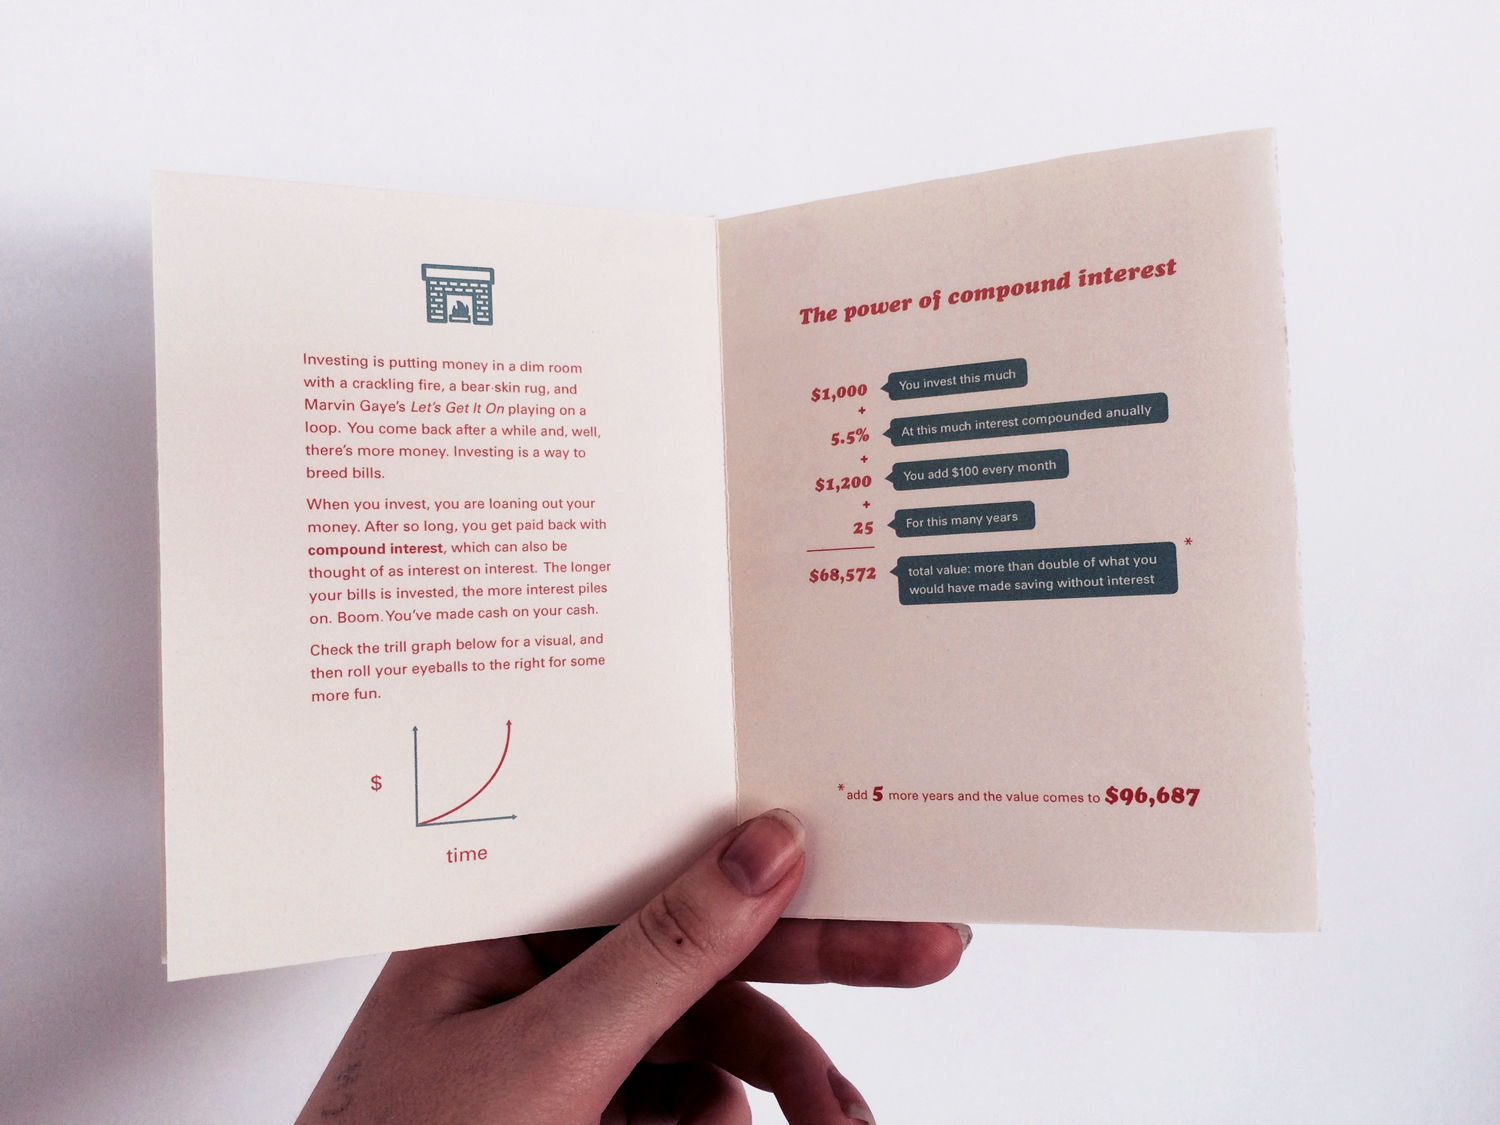 Investing is putting money in a dim room
with a crackling fire, a bear-skin rug, and
Marvin Gaye's Let's Get It On playing on a
loop. You come back after a while and, well,
there's more money. Investing is a way to
breed bills.
When you invest, you are loaning out your
money. After so long, you get paid back with
compound interest, which can also be
thought of as interest on interest. The longer
your bills is invested, the more interest piles
on. Boom. You've made cash on your cash.
Check the trill graph below for a visual, and
then roll your eyeballs to the right for some
more fun.
$
time
The power of compound interest
$1,000 You invest this much
+
5.5% At this much interest compounded anually
+
$1,200 You add $100 every month
+
25 For this many years
$68,572 total value: more than double of what you *
would have made saving without interest
*add 5 more years and the value comes to $96,687